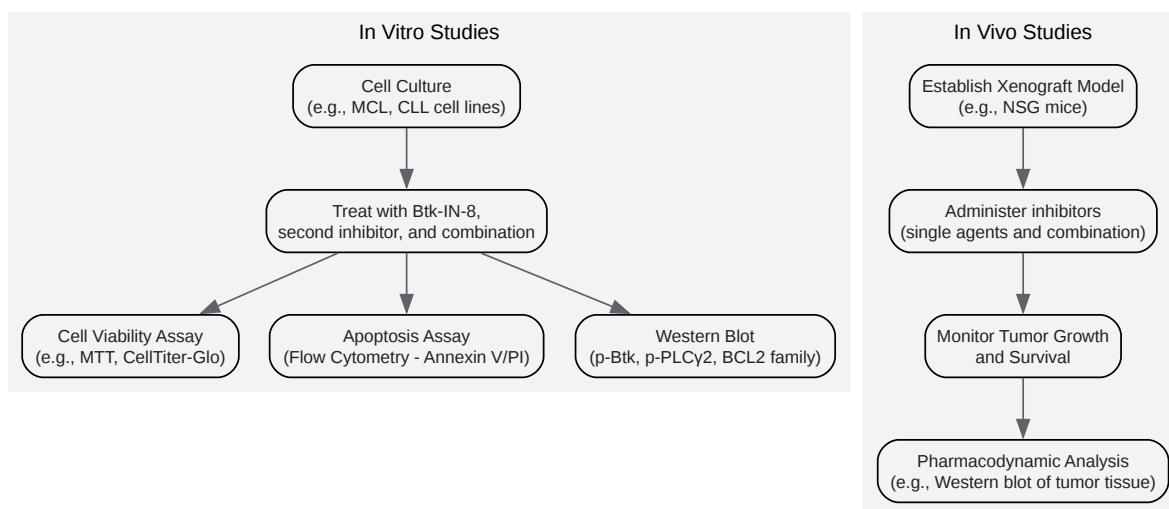 In Vitro Studies
Cell Culture
(e.g., MCL, CLL cell lines)
Treat with Btk-IN-8,
second inhibitor, and combination
Cell Viability Assay
(e.g., MTT, CellTiter-Glo)
Apoptosis Assay
(Flow Cytometry - Annexin V/PI)
Western Blot
(p-Btk, p-PLCγ2, BCL2 family)
In Vivo Studies
Establish Xenograft Model
(e.g., NSG mice)
Administer inhibitors
(single agents and combination)
Monitor Tumor Growth
and Survival
Pharmacodynamic Analysis
(e.g., Western blot of tumor tissue)